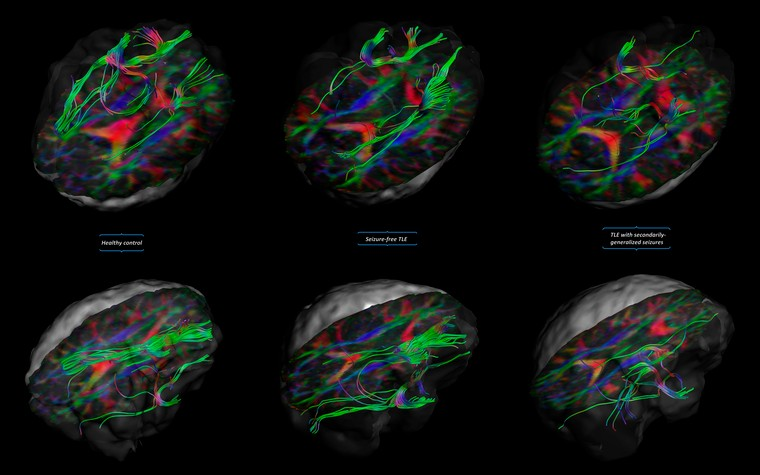 Healthy control
Seizure-free TLE
TLE with secondarily-
generalized seizures